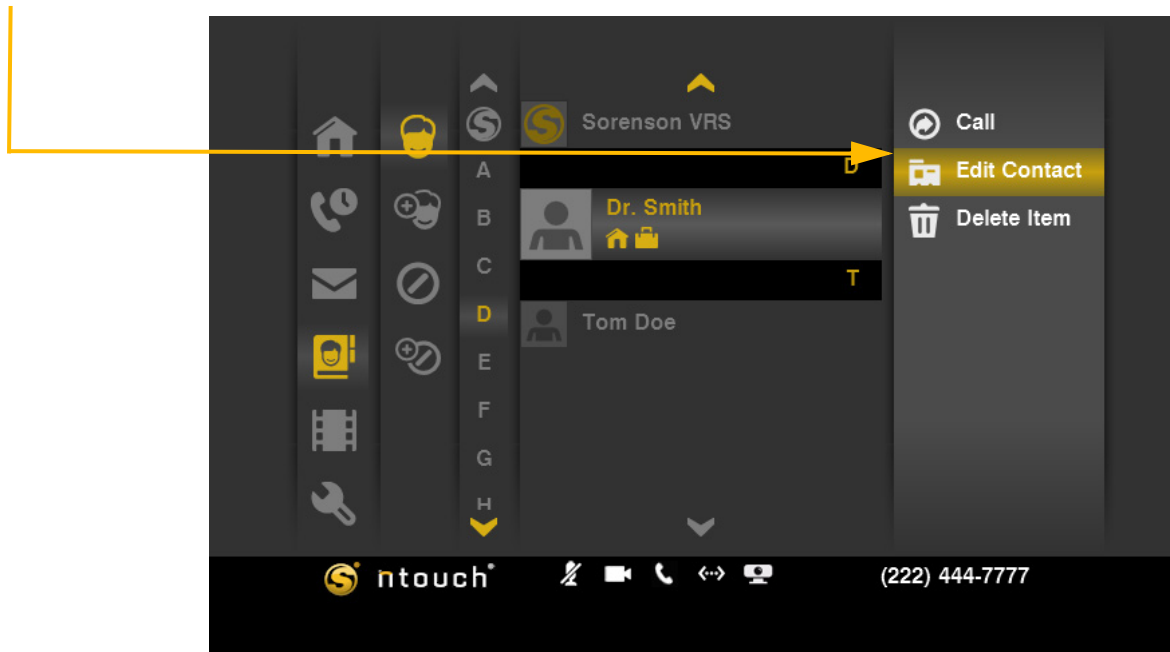 A
B
C
D
E
F
G
H
Sorenson VRS
D
Dr. Smith
T
Tom Doe
Call
Edit Contact
Delete Item
ntouch
(222) 444-7777